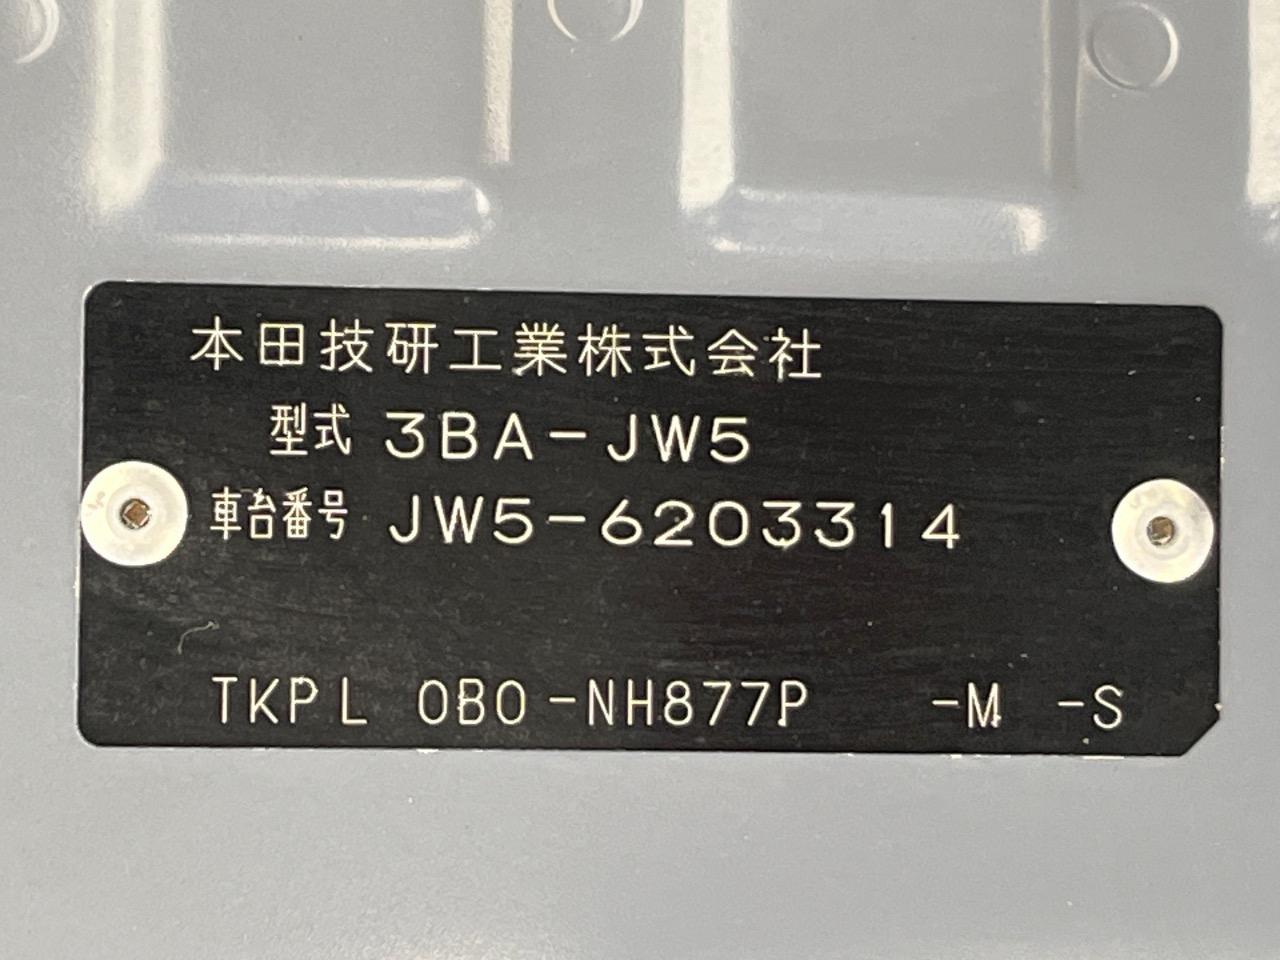 本田技研工業株式会社
型式 3BA-JW5
車台番号 JW5-6203314
TKPL 0B0-NH877P -M -S